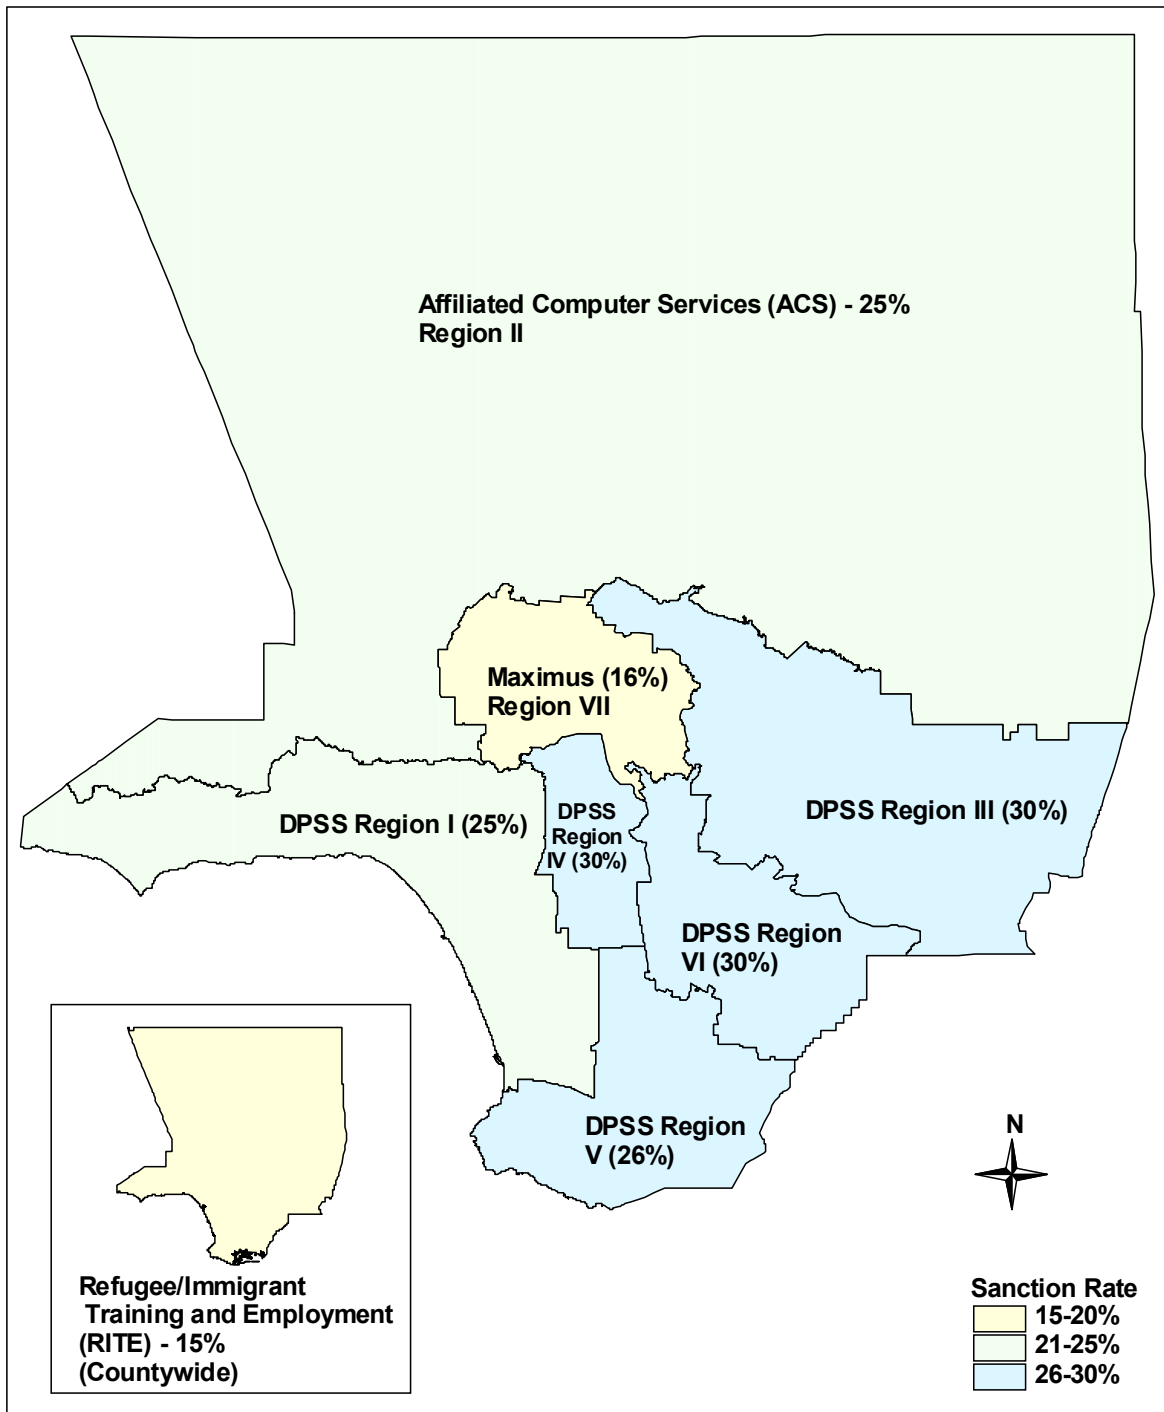 Affiliated Computer Services (ACS) - 25%
Region II
Maximus (16%)
Region VII
DPSS Region I (25%)
DPSS
Region
IV (30%)
DPSS Region III (30%)
DPSS Region
VI (30%)
DPSS Region
V (26%)
N
Refugee/Immigrant
Training and Employment
(RITE) - 15%
(Countywide)
Sanction Rate
15-20%
21-25%
26-30%